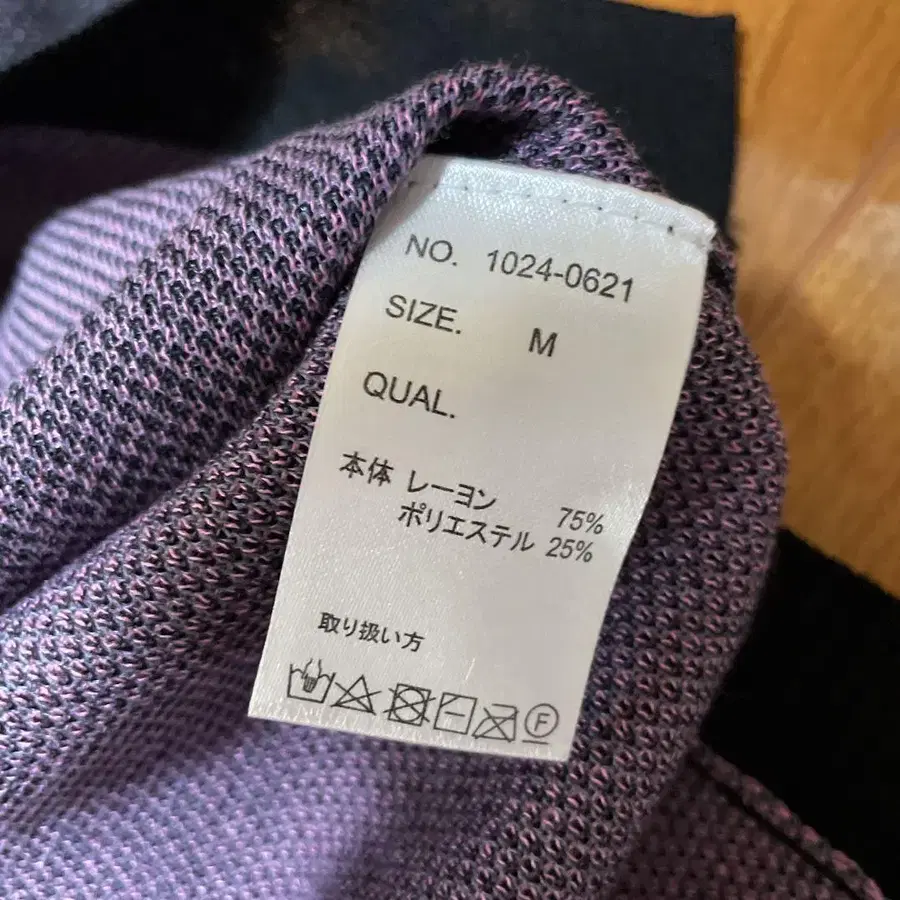 NO. 1024-0621
SIZE. M
QUAL.
本体 レーヨン 75%
ポリエステル 25%
取り扱い方
F